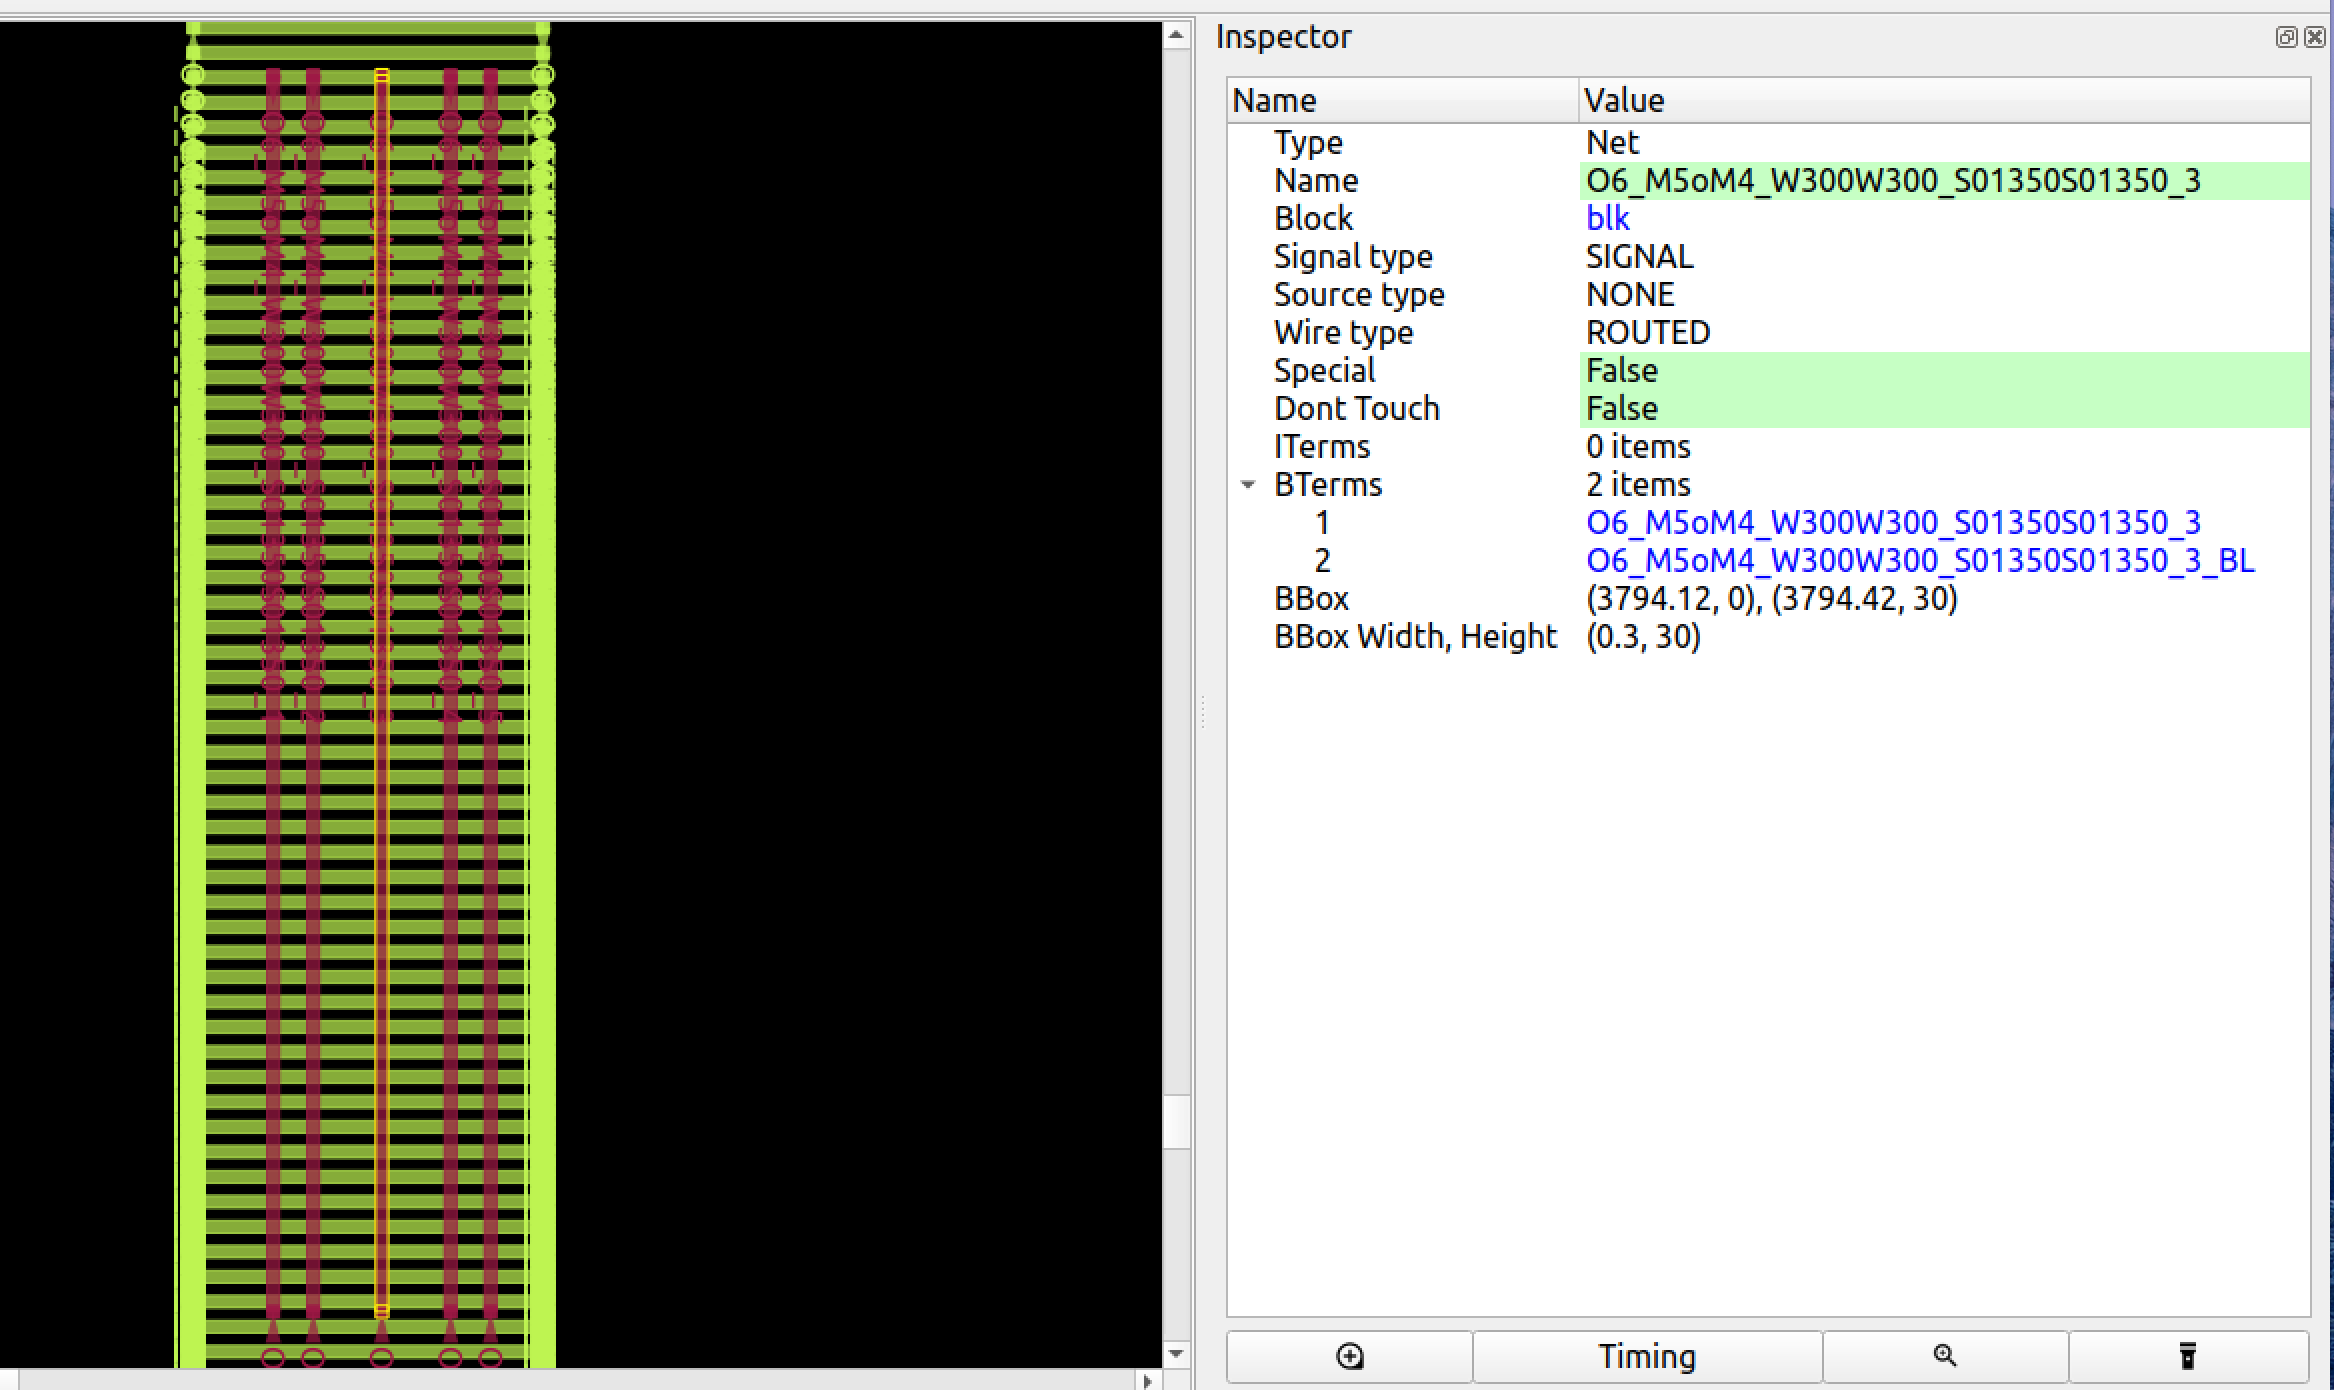 Inspector
Name Value
Type Net
Name O6_M5oM4_W300W300_S01350S01350_3
Block blk
Signal type SIGNAL
Source type NONE
Wire type ROUTED
Special False
Dont Touch False
ITerms 0 items
BTerms 2 items
1 O6_M5oM4_W300W300_S01350S01350_3
2 O6_M5oM4_W300W300_S01350S01350_3_BL
BBox (3794.12, 0), (3794.42, 30)
BBox Width, Height (0.3, 30)
Timing